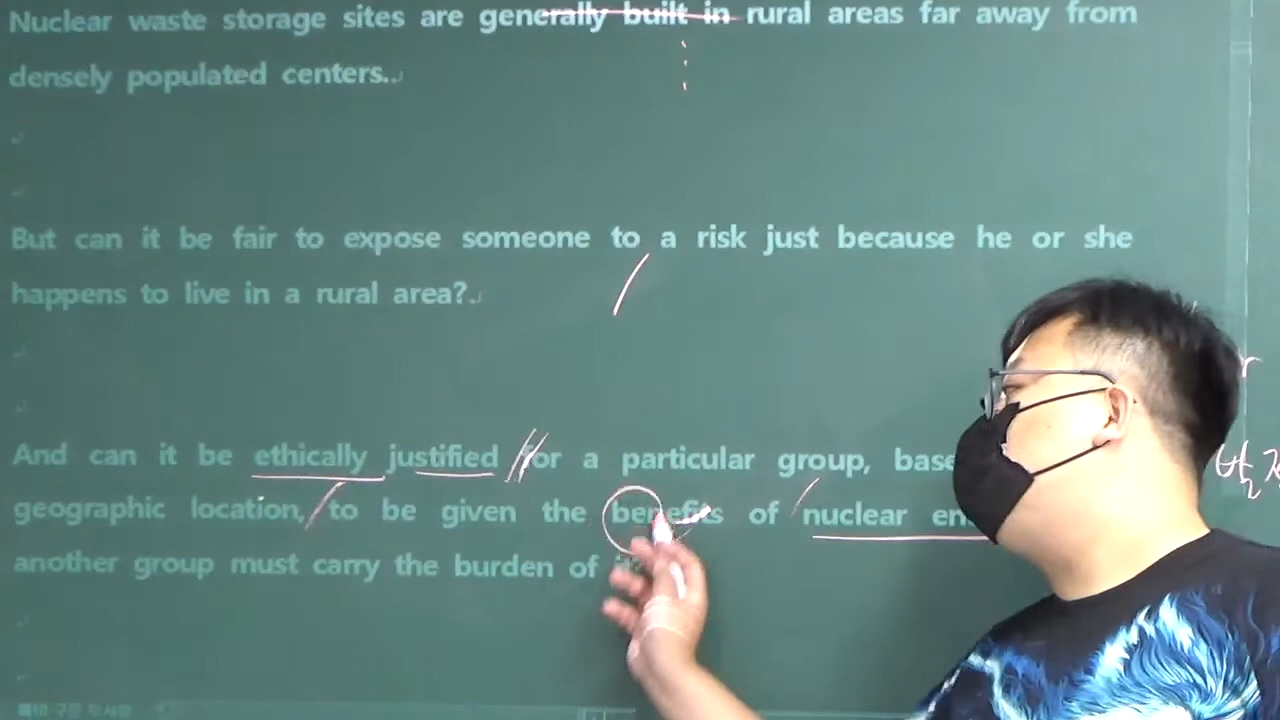 Nuclear waste storage sites are generally built in rural areas far away from
densely populated centers..
But can it be fair to expose someone to a risk just because he or she
happens to live in a rural area?
And can it be ethically justified for a particular group,
geographic location, to be given the benefits of nuclear
another group must carry the burden of